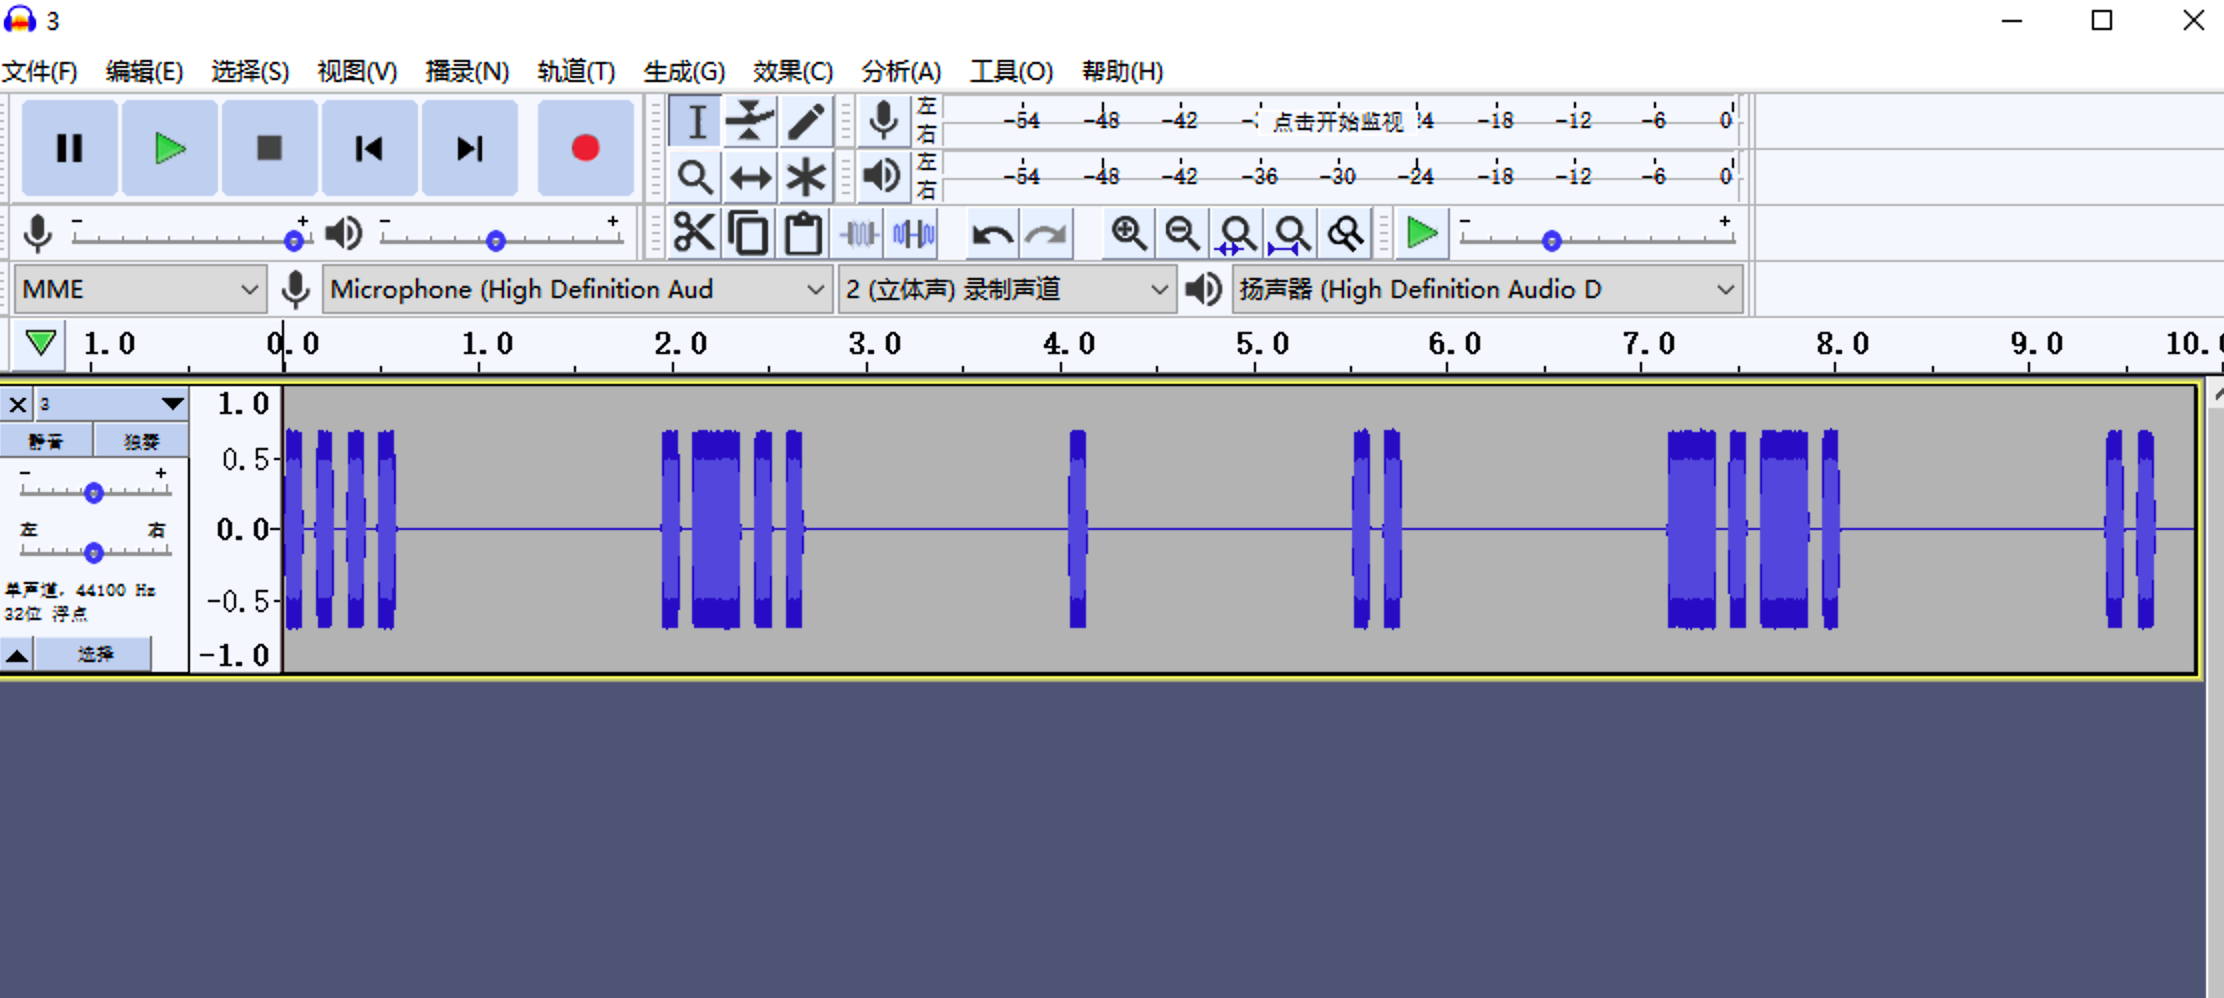 3
文件(F) 编辑(E) 选择(S) 视图(V) 播录(N) 轨道(T) 生成(G) 效果(C) 分析(A) 工具(O) 帮助(H)
左 -54 -48 -42 点击开始监视 -18 -12 -6 0
右
左 -54 -48 -42 -36 -30 -24 -18 -12 -6 0
右
- + - + - +
MME Microphone (High Definition Aud 2 (立体声) 录制声道 扬声器 (High Definition Audio D
1.0 0.0 1.0 2.0 3.0 4.0 5.0 6.0 7.0 8.0 9.0 10.
3 1.0
静音 独奏 0.5
- +
0.0
左 右
单声道, 44100 Hz -0.5
32位 浮点
选择 -1.0